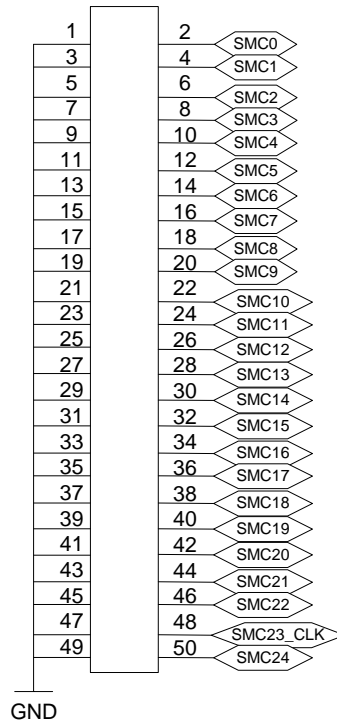 1 2 SMC0
3 4 SMC1
5 6 SMC2
7 8 SMC3
9 10 SMC4
11 12 SMC5
13 14 SMC6
15 16 SMC7
17 18 SMC8
19 20 SMC9
21 22 SMC10
23 24 SMC11
25 26 SMC12
27 28 SMC13
29 30 SMC14
31 32 SMC15
33 34 SMC16
35 36 SMC17
37 38 SMC18
39 40 SMC19
41 42 SMC20
43 44 SMC21
45 46 SMC22
47 48 SMC23_CLK
49 50 SMC24
GND